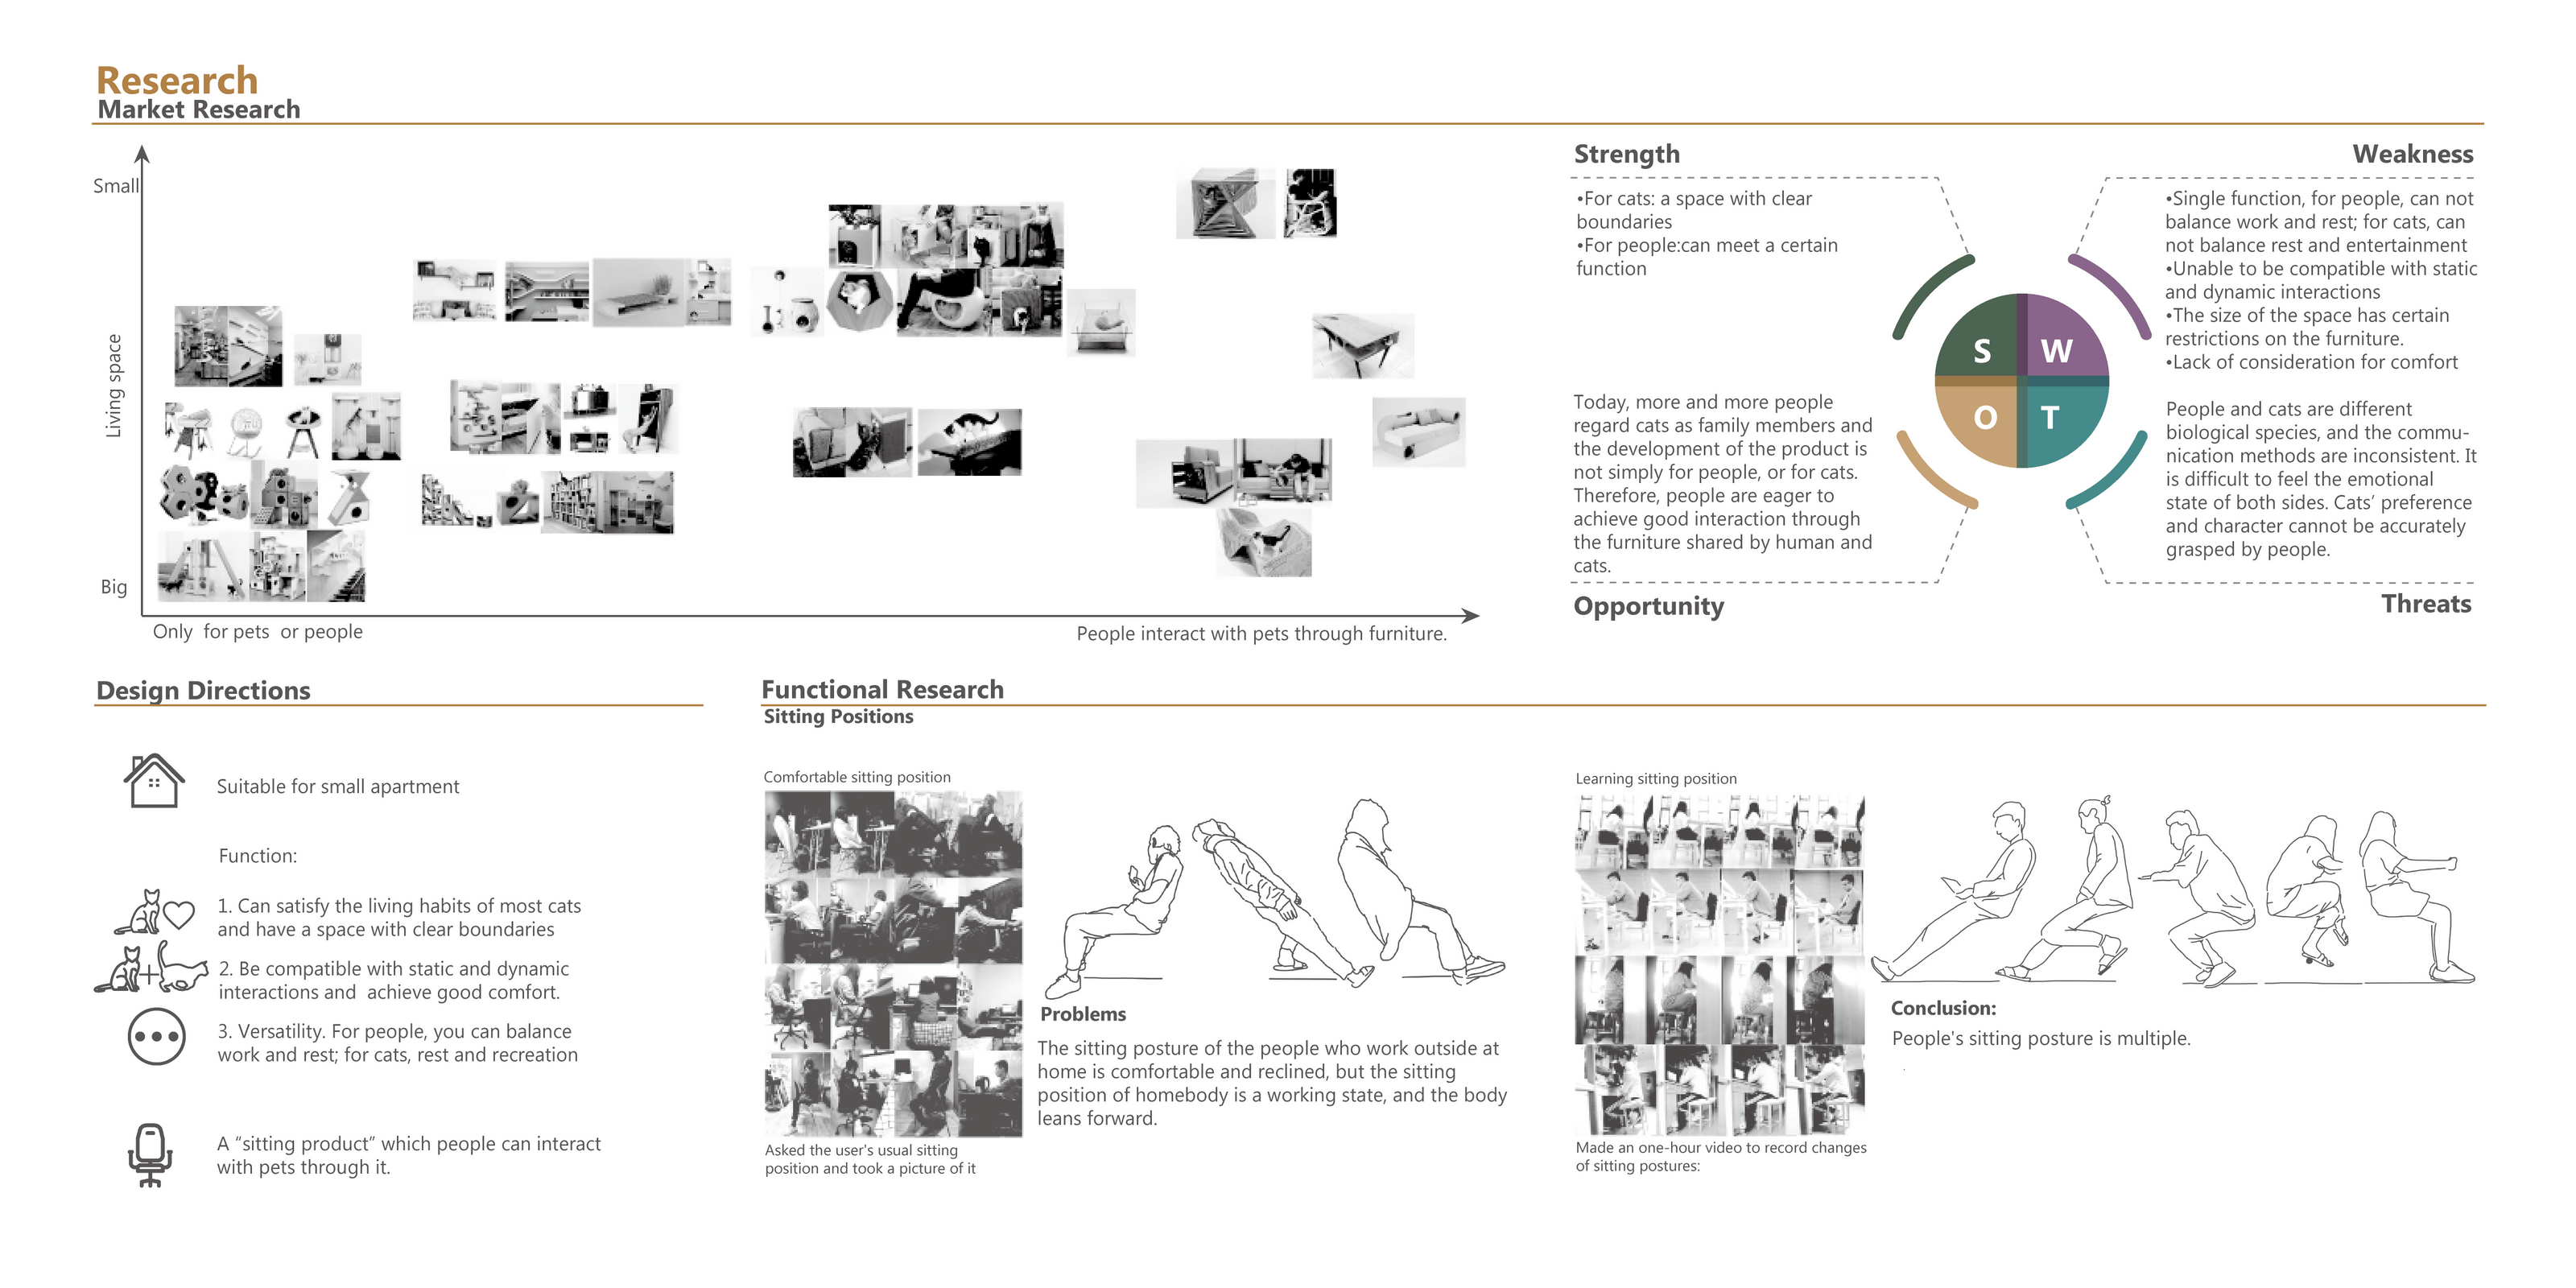 Research
Market Research
Small
Living space
Big
Only  for pets  or people
People interact with pets through furniture.
Strength
•For cats: a space with clear
boundaries
•For people:can meet a certain
function
Weakness
•Single function, for people, can not
balance work and rest; for cats, can
not balance rest and entertainment
•Unable to be compatible with static
and dynamic interactions
•The size of the space has certain
restrictions on the furniture.
•Lack of consideration for comfort
S
W
O
T
Today, more and more people
regard cats as family members and
the development of the product is
not simply for people, or for cats.
Therefore, people are eager to
achieve good interaction through
the furniture shared by human and
cats.
Opportunity
People and cats are different
biological species, and the commu-
nication methods are inconsistent. It
is difficult to feel the emotional
state of both sides. Cats’ preference
and character cannot be accurately
grasped by people.
Threats
Design Directions
Suitable for small apartment
Function:
1. Can satisfy the living habits of most cats
and have a space with clear boundaries
2. Be compatible with static and dynamic
interactions and  achieve good comfort.
3. Versatility. For people, you can balance
work and rest; for cats, rest and recreation
A “sitting product” which people can interact
with pets through it.
Functional Research
Sitting Positions
Comfortable sitting position
Asked the user's usual sitting
position and took a picture of it
Problems
The sitting posture of the people who work outside at
home is comfortable and reclined, but the sitting
position of homebody is a working state, and the body
leans forward.
Learning sitting position
Made an one-hour video to record changes
of sitting postures:
Conclusion:
People's sitting posture is multiple.